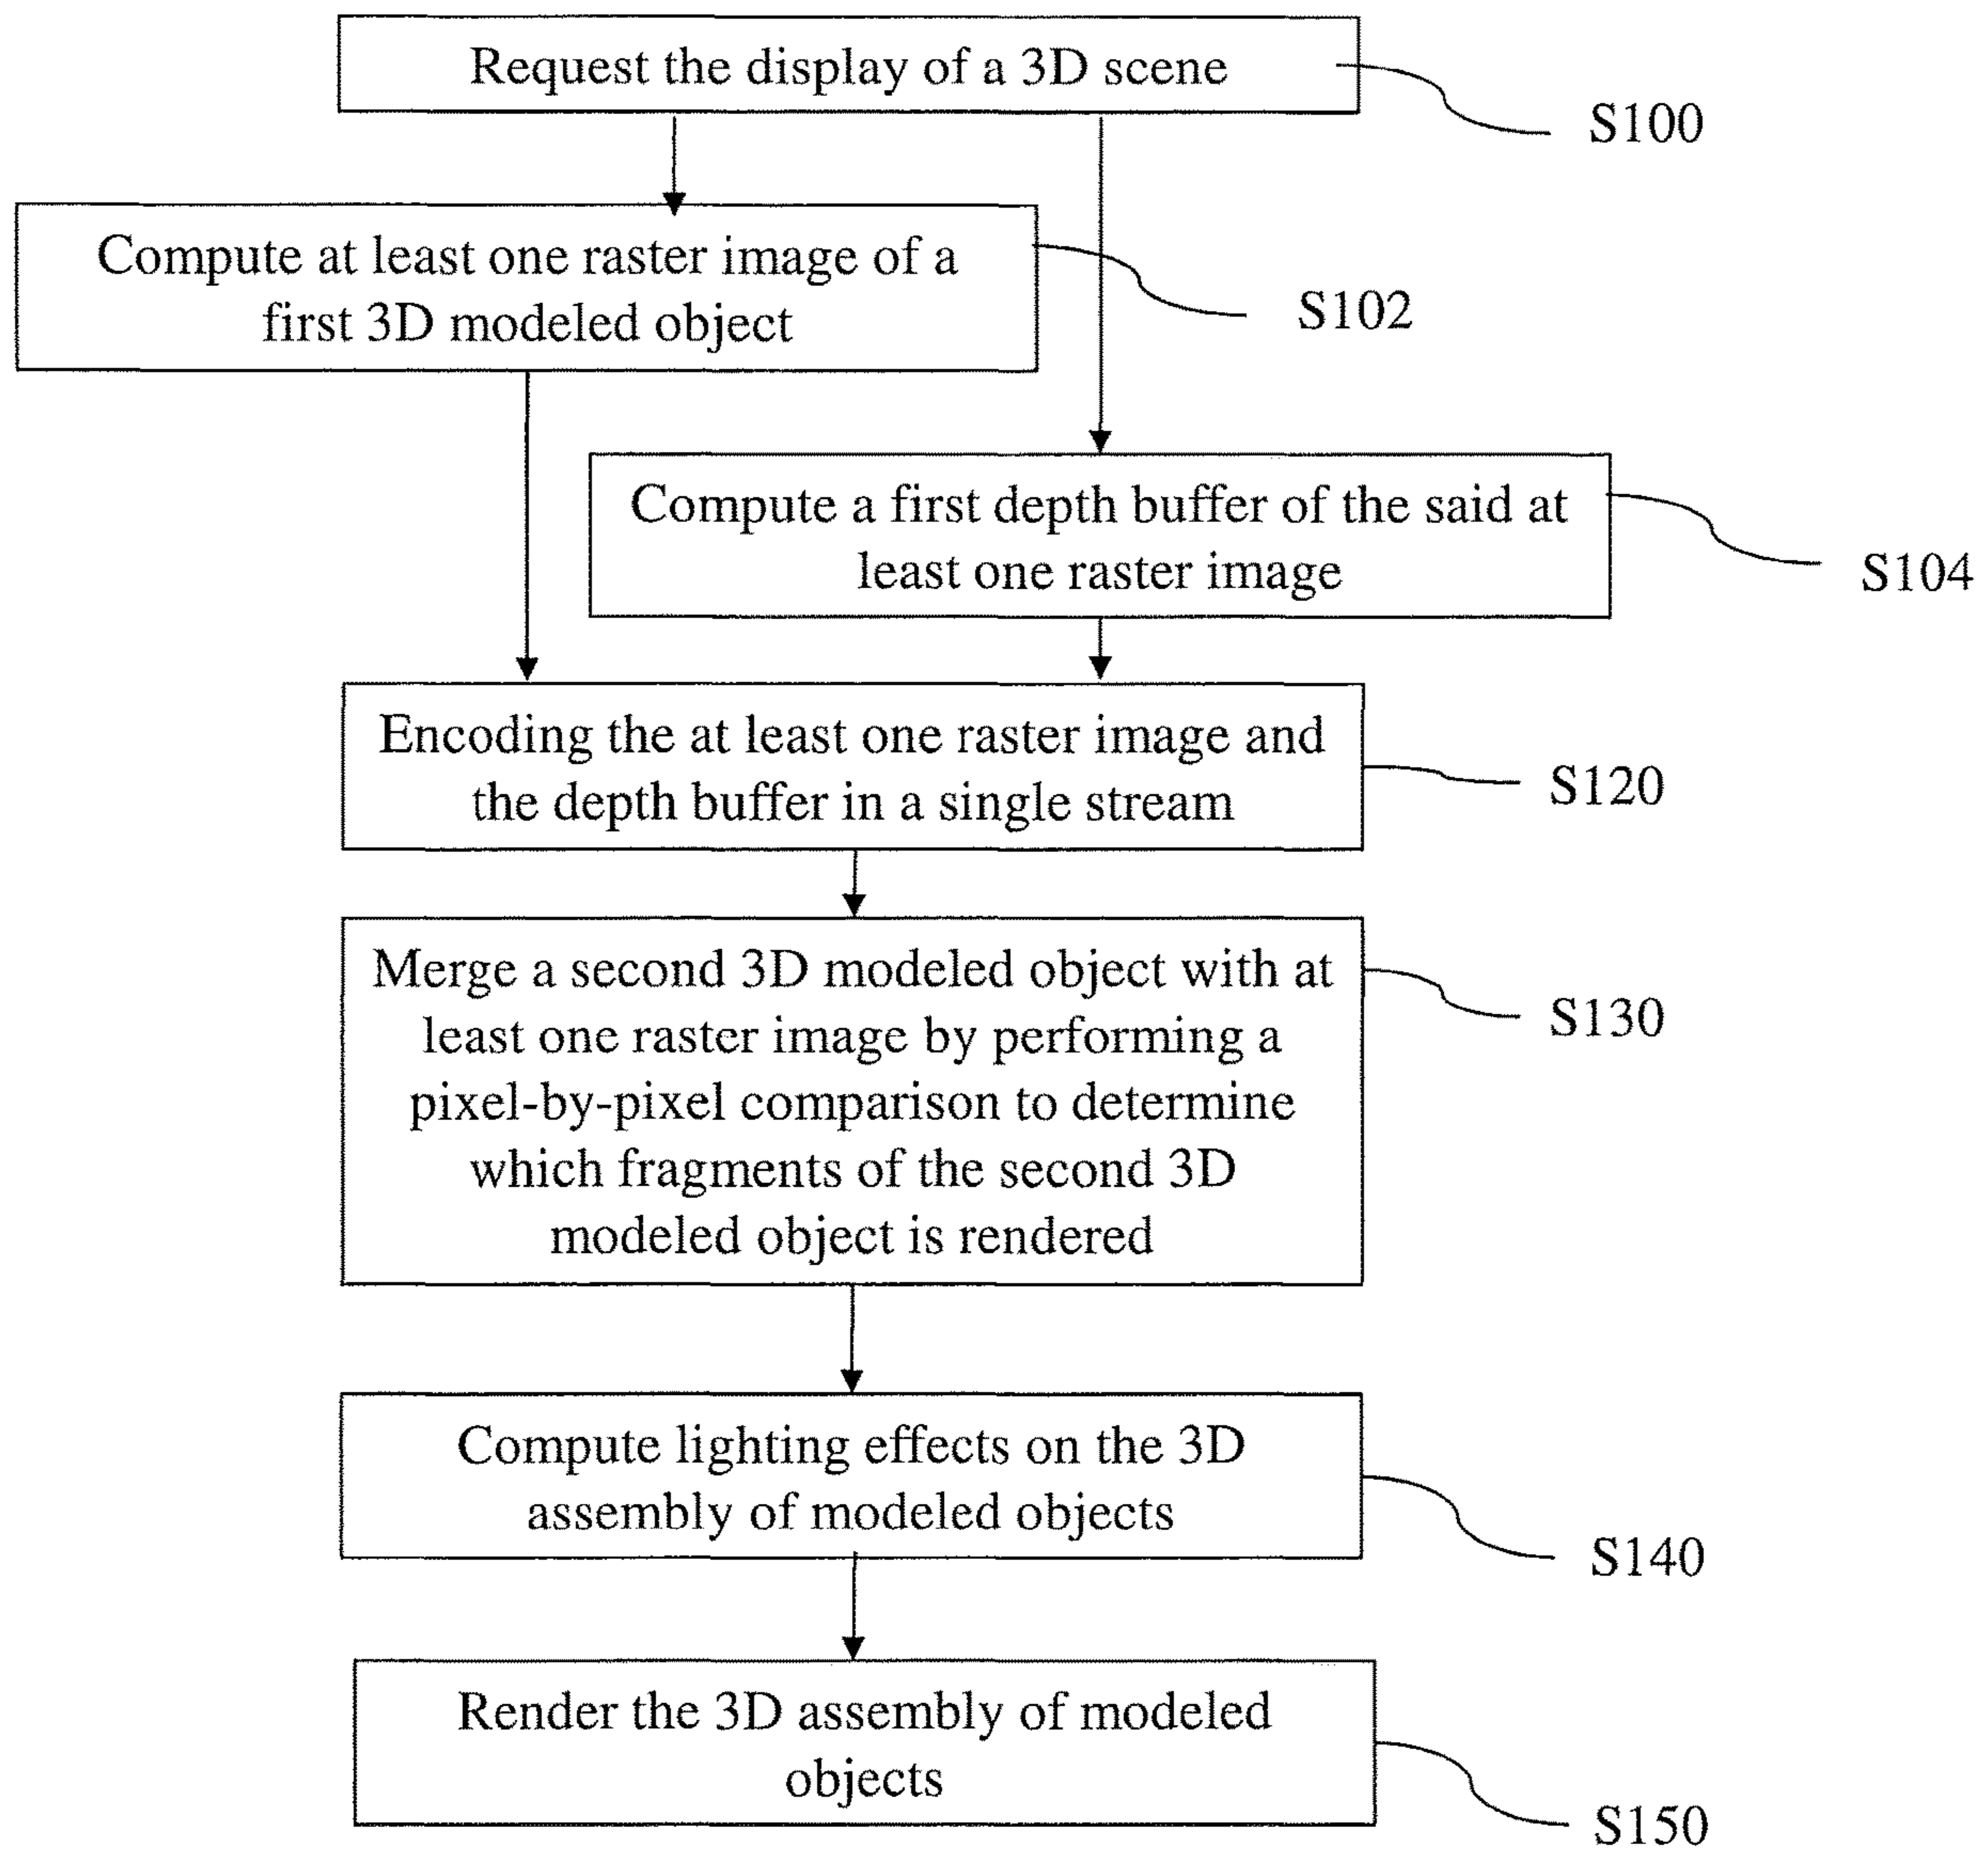 Request the display of a 3D scene
S100
Compute at least one raster image of a
first 3D modeled object
S102
Compute a first depth buffer of the said at
least one raster image
S104
Encoding the at least one raster image and
the depth buffer in a single stream
S120
Merge a second 3D modeled object with at
least one raster image by performing a
pixel-by-pixel comparison to determine
which fragments of the second 3D
modeled object is rendered
S130
Compute lighting effects on the 3D
assembly of modeled objects
S140
Render the 3D assembly of modeled
objects
S150